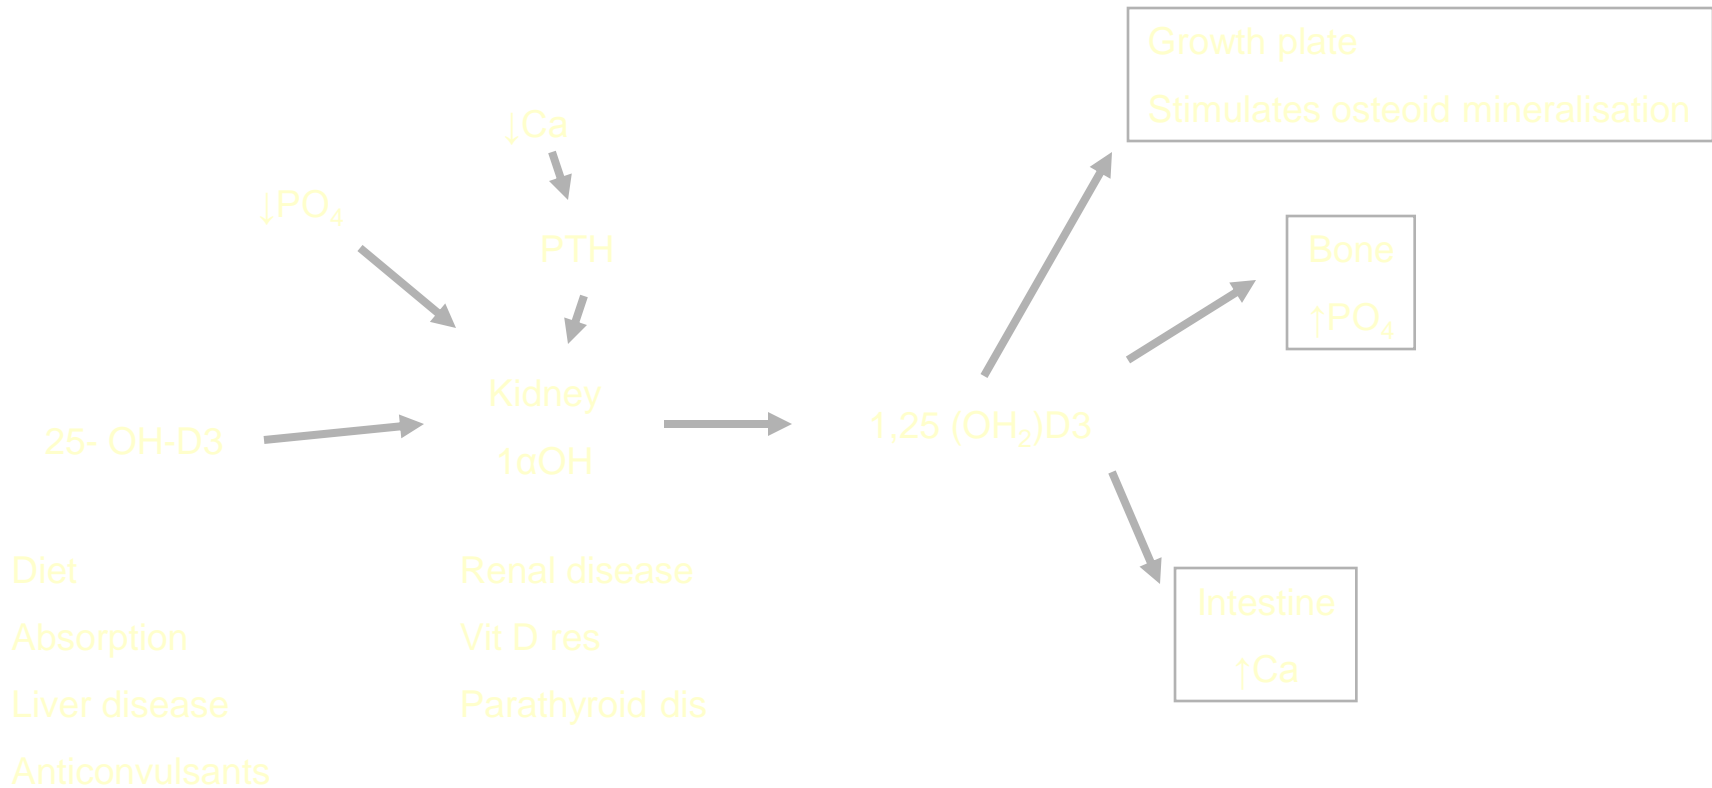 Growth plate
Stimulates osteoid mineralisation
↓Ca
↓PO₄
PTH
Bone
↑PO₄
Kidney
1αOH
25- OH-D3
1,25 (OH₂)D3
Diet
Absorption
Liver disease
Anticonvulsants
Renal disease
Vit D res
Parathyroid dis
Intestine
↑Ca